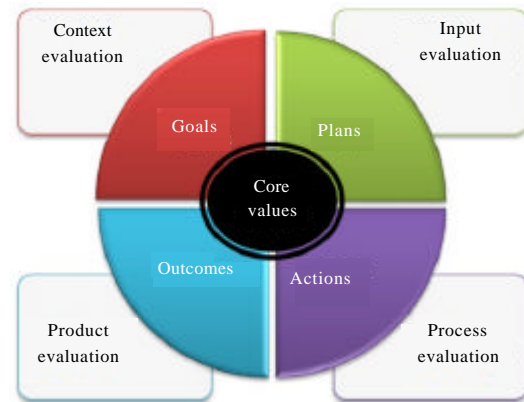 Context
evaluation
Input
evaluation
Goals
Plans
Core
values
Outcomes
Actions
Product
evaluation
Process
evaluation